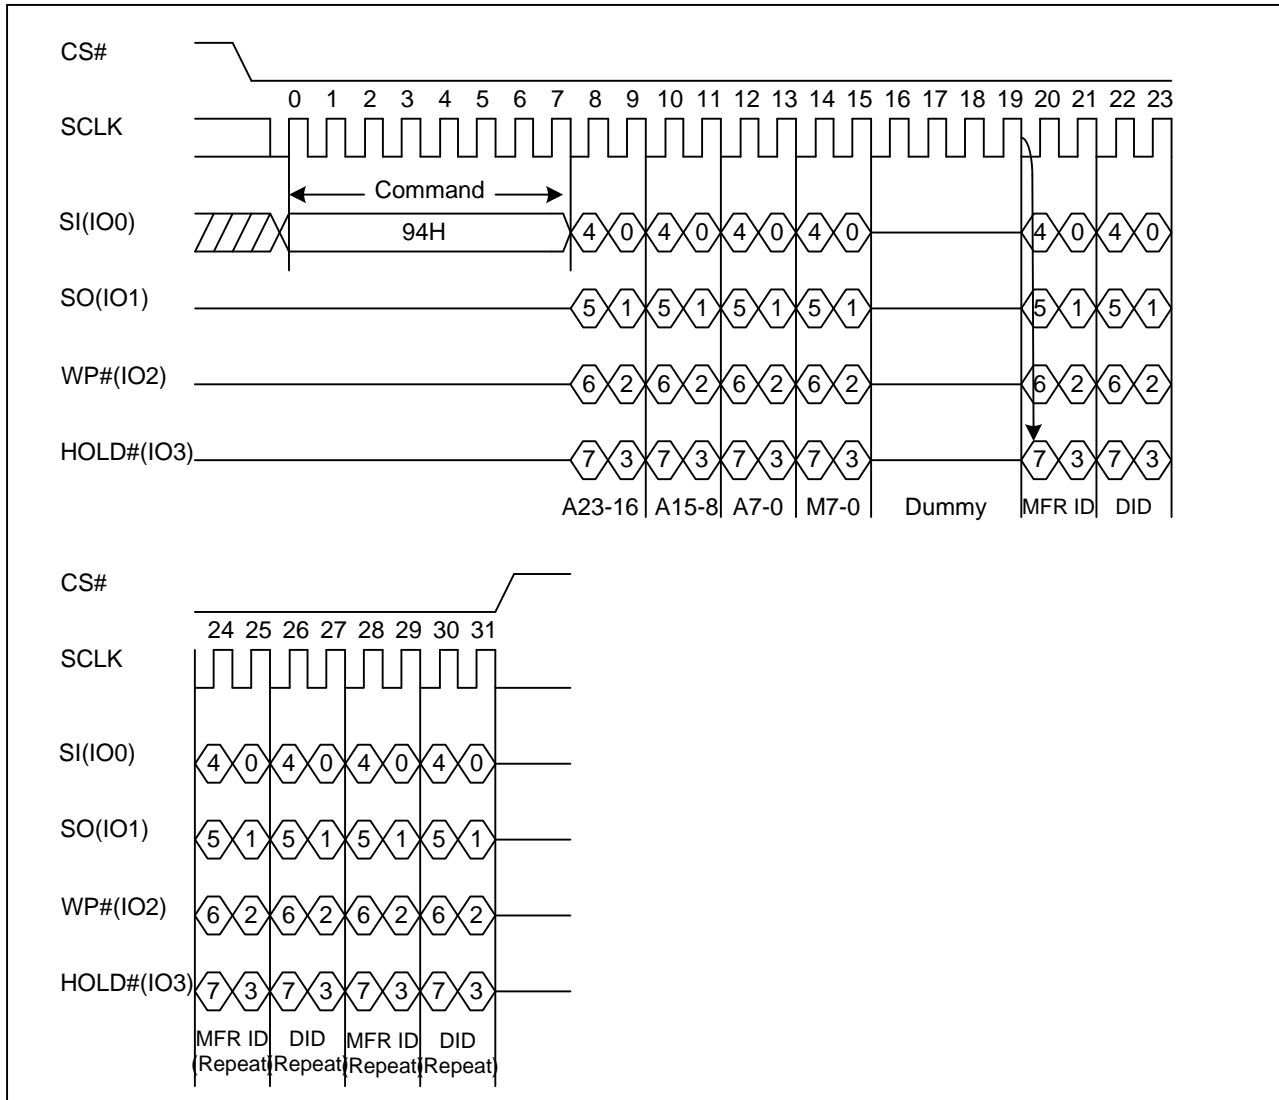 CS#
0 1 2 3 4 5 6 7 8 9 10 11 12 13 14 15 16 17 18 19 20 21 22 23
SCLK
Command
SI(IO0) 94H 4 0 4 0 4 0 4 0 4 0 4 0
SO(IO1) 5 1 5 1 5 1 5 1 5 1 5 1
WP#(IO2) 6 2 6 2 6 2 6 2 6 2 6 2
HOLD#(IO3) 7 3 7 3 7 3 7 3 7 3 7 3
A23-16 A15-8 A7-0 M7-0 Dummy MFR ID DID
CS#
24 25 26 27 28 29 30 31
SCLK
SI(IO0) 4 0 4 0 4 0 4 0
SO(IO1) 5 1 5 1 5 1 5 1
WP#(IO2) 6 2 6 2 6 2 6 2
HOLD#(IO3) 7 3 7 3 7 3 7 3
MFR ID DID MFR ID DID
(Repeat) (Repeat) (Repeat) (Repeat)